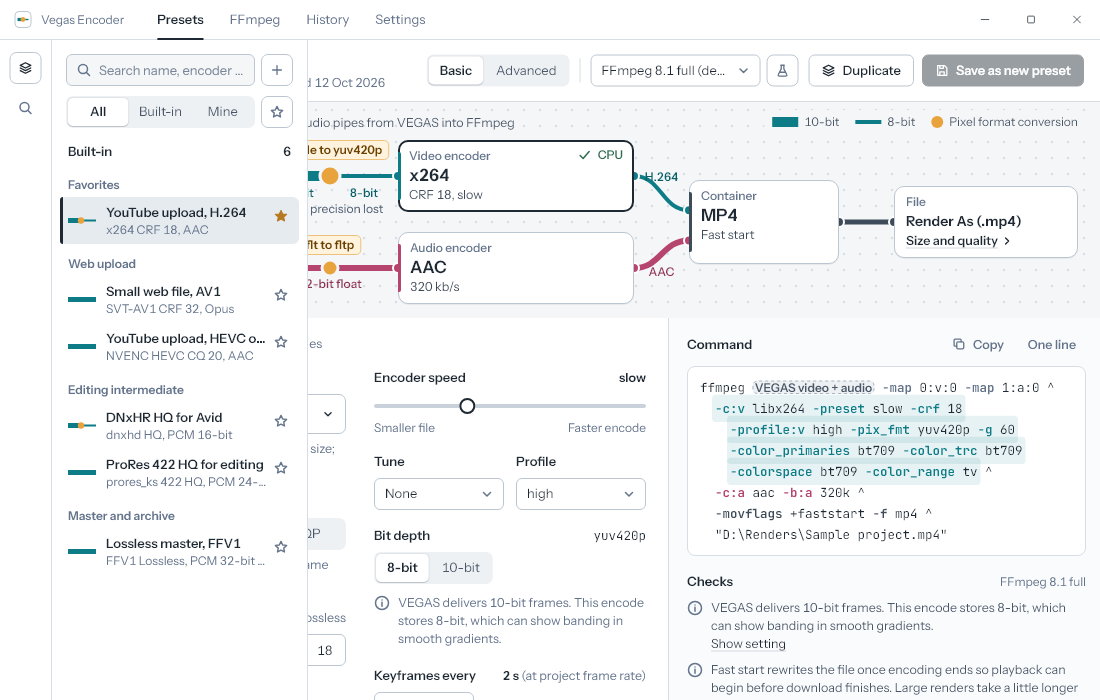 Vegas Encoder
Presets
FFmpeg
History
Settings
Search name, encoder ...
All
Built-in
Mine
Built-in
6
Favorites
YouTube upload, H.264
x264 CRF 18, AAC
Web upload
Small web file, AV1
SVT-AV1 CRF 32, Opus
YouTube upload, HEVC o...
NVENC HEVC CQ 20, AAC
Editing intermediate
DNxHR HQ for Avid
dnxhd HQ, PCM 16-bit
ProRes 422 HQ for editing
prores_ks 422 HQ, PCM 24-...
Master and archive
Lossless master, FFV1
FFV1 Lossless, PCM 32-bit ...
12 Oct 2026
Basic
Advanced
FFmpeg 8.1 full (de...
Duplicate
Save as new preset
pipes from VEGAS into FFmpeg
10-bit
8-bit
Pixel format conversion
to yuv420p
8-bit
precision lost
Video encoder
CPU
x264
CRF 18, slow
H.264
to fltp
float
Audio encoder
AAC
320 kb/s
AAC
Container
MP4
Fast start
File
Render As (.mp4)
Size and quality
size;
18
Encoder speed
slow
Smaller file
Faster encode
Tune
Profile
None
high
Bit depth
yuv420p
8-bit
10-bit
VEGAS delivers 10-bit frames. This encode
stores 8-bit, which can show banding in
smooth gradients.
Keyframes every
2 s (at project frame rate)
Command
Copy
One line
ffmpeg VEGAS video + audio -map 0:v:0 -map 1:a:0 ^
-c:v libx264 -preset slow -crf 18
-profile:v high -pix_fmt yuv420p -g 60
-color_primaries bt709 -color_trc bt709
-colorspace bt709 -color_range tv ^
-c:a aac -b:a 320k ^
-movflags +faststart -f mp4 ^
"D:\Renders\Sample project.mp4"
Checks
FFmpeg 8.1 full
VEGAS delivers 10-bit frames. This encode stores 8-bit, which
can show banding in smooth gradients.
Show setting
Fast start rewrites the file once encoding ends so playback can
begin before download finishes. Large renders take a little longer